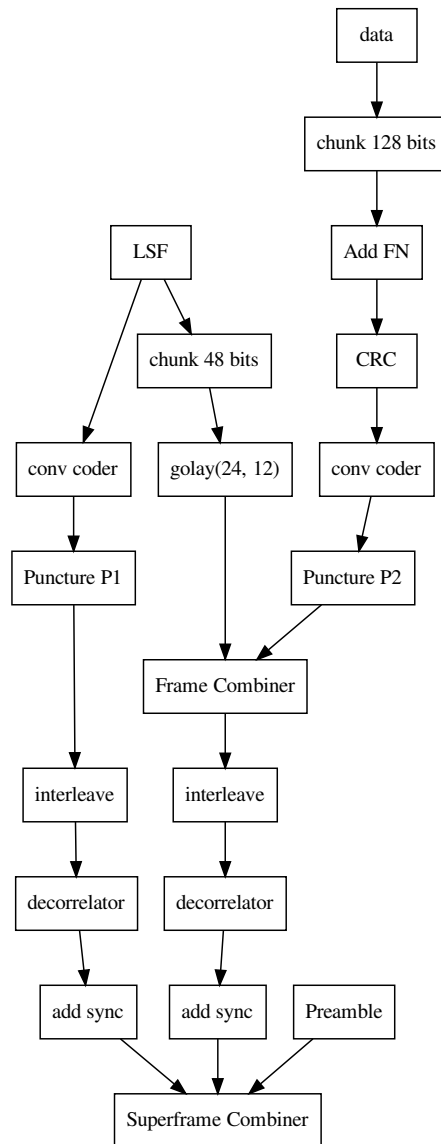 data
chunk 128 bits
LSF
Add FN
chunk 48 bits
CRC
conv coder
golay(24, 12)
conv coder
Puncture P1
Puncture P2
Frame Combiner
interleave
interleave
decorrelator
decorrelator
add sync
add sync
Preamble
Superframe Combiner